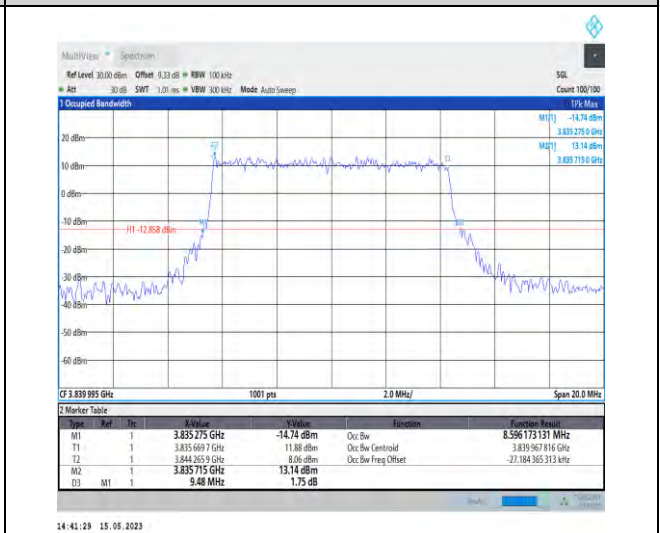 MultiView Spectrum
Ref Level 30.00 dBm Offset 9.33 dB RBW 100 kHz SGL
Att 30 dB SWT 1.01 ms VBW 300 kHz Mode Auto Sweep Count 100/100
1 Occupied Bandwidth 1Pk Max
M1[1] -14.74 dBm
3.835 275 0 GHz
M2[1] 13.14 dBm
3.835 715 0 GHz
20 dBm
10 dBm
0 dBm
-10 dBm
H1 -12.858 dBm
-20 dBm
-30 dBm
-40 dBm
-50 dBm
-60 dBm
CF 3.839 995 GHz 1001 pts 2.0 MHz/ Span 20.0 MHz
2 Marker Table
Type Ref Trc X-Value Y-Value Function Function Result
M1 1 3.835 275 GHz -14.74 dBm Occ Bw 8.596 173 131 MHz
T1 1 3.835 669 7 GHz 11.88 dBm Occ Bw Centroid 3.839 967 816 GHz
T2 1 3.844 265 9 GHz 8.06 dBm Occ Bw Freq Offset -27.184 365 313 kHz
M2 1 3.835 715 GHz 13.14 dBm
D3 M1 1 9.48 MHz 1.75 dB
14:41:29 15.05.2023